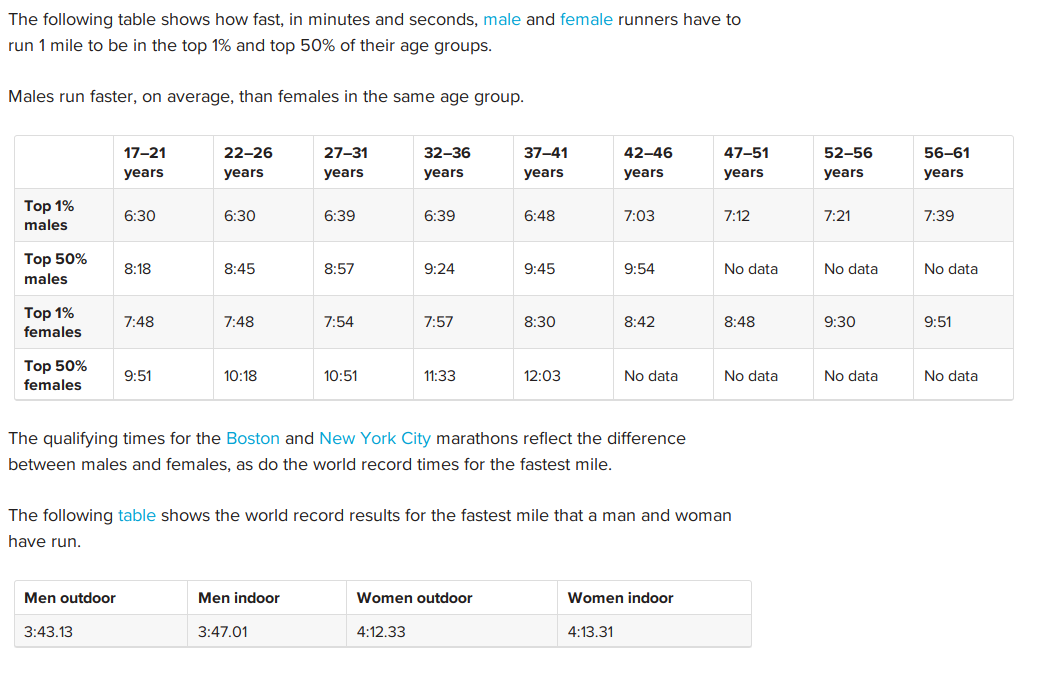 The following table shows how fast, in minutes and seconds, male and female runners have to
run 1 mile to be in the top 1% and top 50% of their age groups.
Males run faster, on average, than females in the same age group.
17–21 years 22–26 years 27–31 years 32–36 years 37–41 years 42–46 years 47–51 years 52–56 years 56–61 years
Top 1% males 6:30 6:30 6:39 6:39 6:48 7:03 7:12 7:21 7:39
Top 50% males 8:18 8:45 8:57 9:24 9:45 9:54 No data No data No data
Top 1% females 7:48 7:48 7:54 7:57 8:30 8:42 8:48 9:30 9:51
Top 50% females 9:51 10:18 10:51 11:33 12:03 No data No data No data No data
The qualifying times for the Boston and New York City marathons reflect the difference
between males and females, as do the world record times for the fastest mile.
The following table shows the world record results for the fastest mile that a man and woman
have run.
Men outdoor Men indoor Women outdoor Women indoor
3:43.13 3:47.01 4:12.33 4:13.31